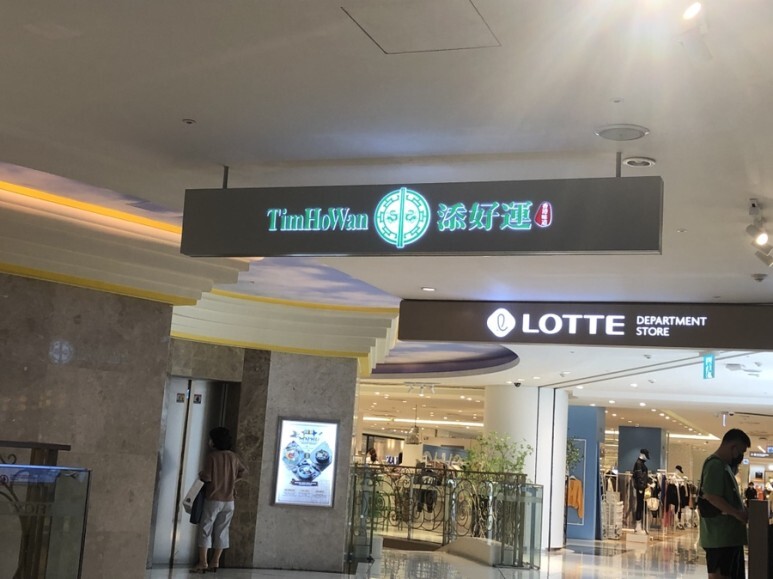 TimHoWan 添好運
LOTTE DEPARTMENT
STORE